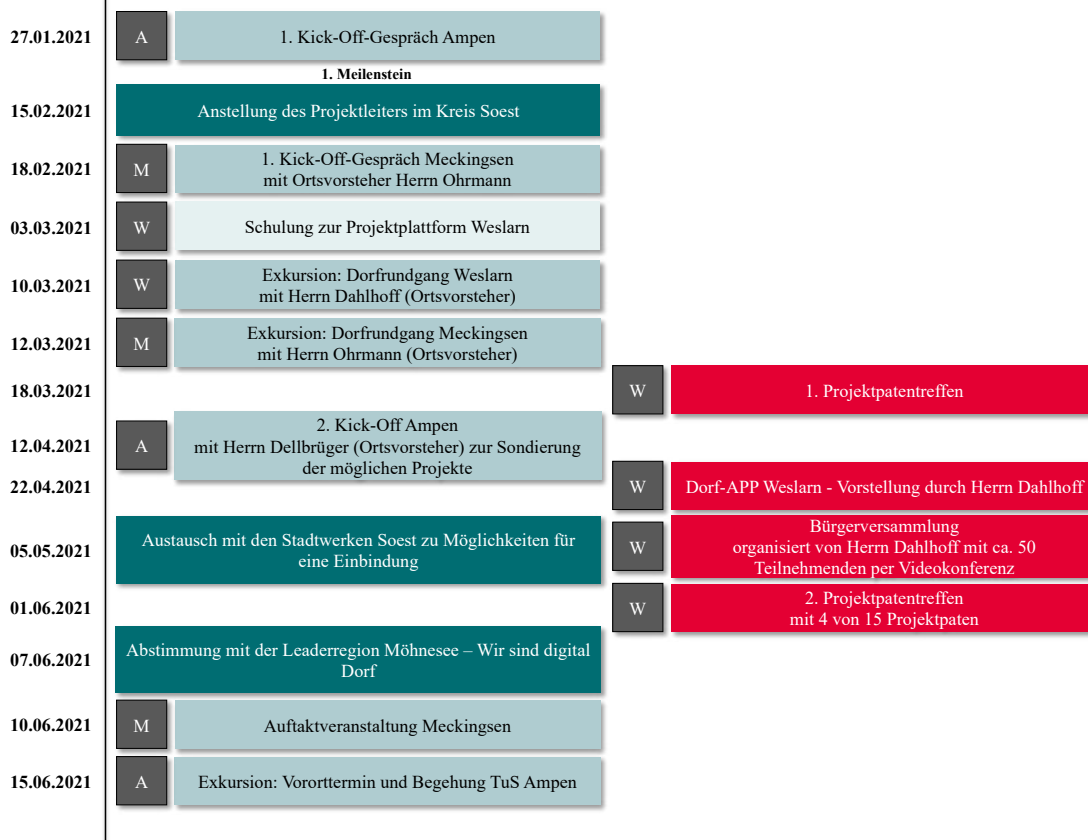 27.01.2021
A
1. Kick-Off-Gespräch Ampen
1. Meilenstein
15.02.2021
Anstellung des Projektleiters im Kreis Soest
18.02.2021
M
1. Kick-Off-Gespräch Meckingsen
mit Ortsvorsteher Herrn Ohrmann
03.03.2021
W
Schulung zur Projektplattform Weslarn
10.03.2021
W
Exkursion: Dorfrundgang Weslarn
mit Herrn Dahlhoff (Ortsvorsteher)
12.03.2021
M
Exkursion: Dorfrundgang Meckingsen
mit Herrn Ohrmann (Ortsvorsteher)
18.03.2021
W
1. Projektpatentreffen
12.04.2021
A
2. Kick-Off Ampen
mit Herrn Dellbrüger (Ortsvorsteher) zur Sondierung
der möglichen Projekte
22.04.2021
W
Dorf-APP Weslarn - Vorstellung durch Herrn Dahlhoff
05.05.2021
Austausch mit den Stadtwerken Soest zu Möglichkeiten für
eine Einbindung
W
Bürgerversammlung
organisiert von Herrn Dahlhoff mit ca. 50
Teilnehmenden per Videokonferenz
01.06.2021
W
2. Projektpatentreffen
mit 4 von 15 Projektpaten
07.06.2021
Abstimmung mit der Leaderregion Möhnesee – Wir sind digital
Dorf
10.06.2021
M
Auftaktveranstaltung Meckingsen
15.06.2021
A
Exkursion: Vororttermin und Begehung TuS Ampen